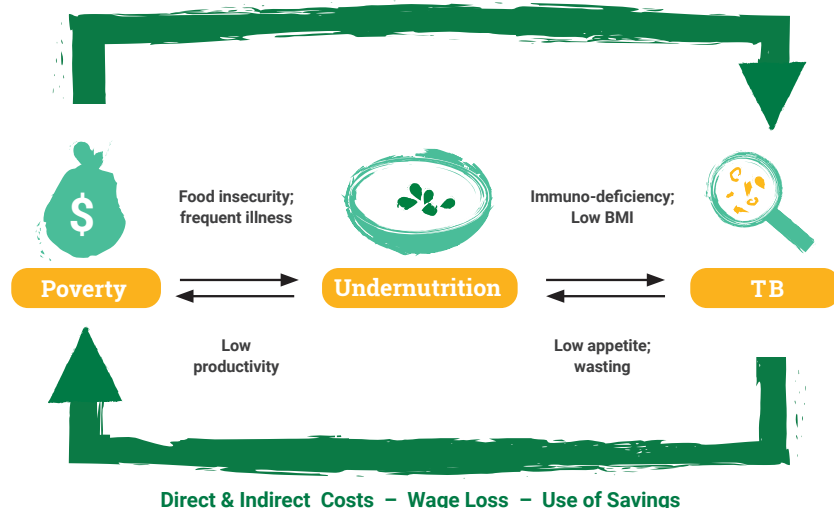 Food insecurity;
frequent illness
Immuno-deficiency;
Low BMI
$
Poverty
Undernutrition
TB
Low
productivity
Low appetite;
wasting
Direct & Indirect Costs – Wage Loss – Use of Savings